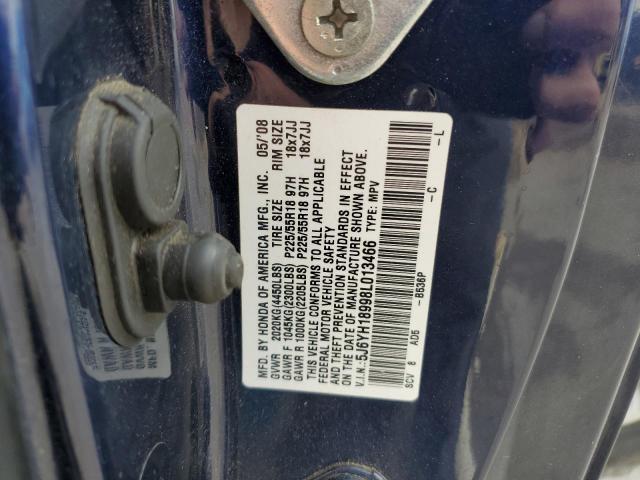 MFD. BY HONDA OF AMERICA MFG., INC. 05/'08
GVWR 2020KG(4450LBS) TIRE SIZE RIM SIZE
GAWR F 1045KG(2300LBS) P225/55R18 97H 18x7JJ
GAWR R 1000KG(2205LBS) P225/55R18 97H 18x7JJ
THIS VEHICLE CONFORMS TO ALL APPLICABLE
FEDERAL MOTOR VEHICLE SAFETY
AND THEFT PREVENTION STANDARDS IN EFFECT
ON THE DATE OF MANUFACTURE SHOWN ABOVE.
V.I.N.: 5J6YH18998L013466 TYPE: MPV
SCV 8 AD5 -B536P -C -L